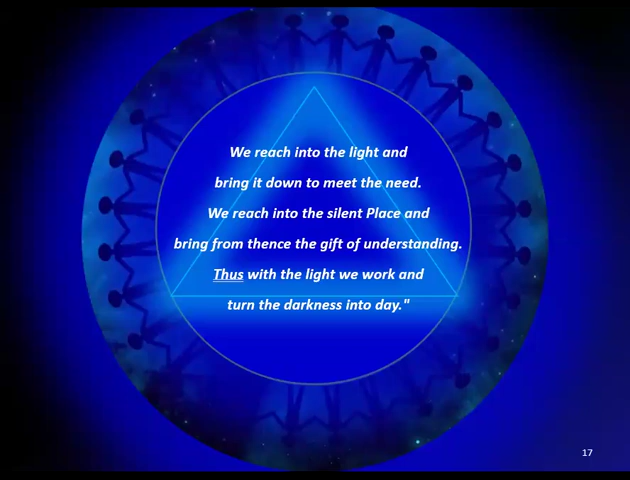 We reach into the light and
bring it down to meet the need.
We reach into the silent Place and
bring from thence the gift of understanding.
Thus with the light we work and
turn the darkness into day."
17